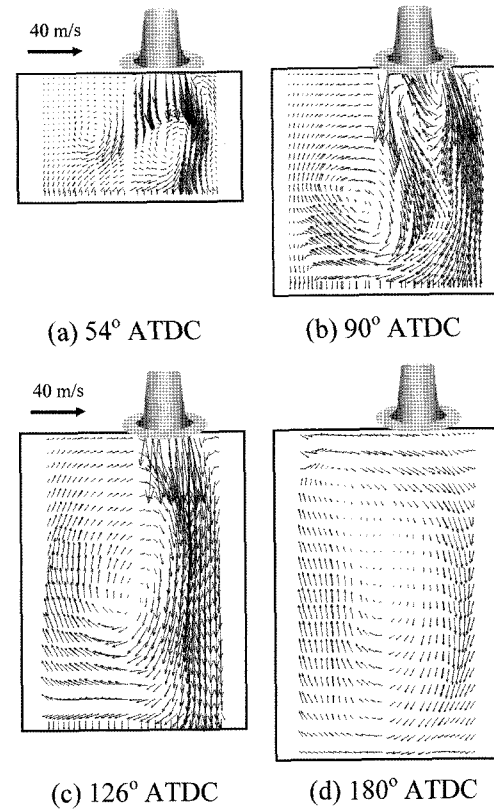 40 m/s
(a) 54° ATDC
(b) 90° ATDC
40 m/s
(c) 126° ATDC
(d) 180° ATDC